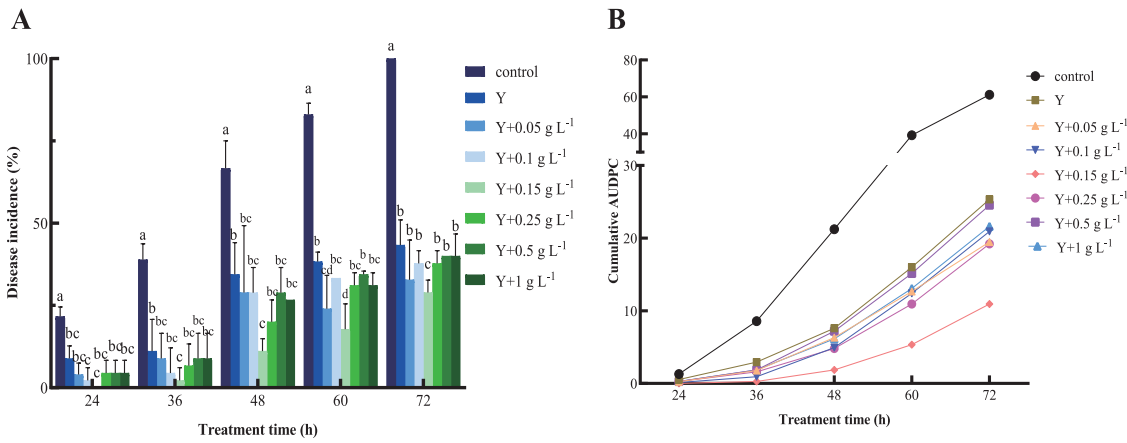 A
Disease incidence (%)
100
50
0
a
bc
bc
bc
c
bc
bc
bc
a
b
bc
bc
c
bc
bc
bc
a
b
bc
bc
c
bc
bc
bc
a
b
cd
bc
d
bc
b
bc
a
b
b
b
c
b
b
b
24
36
48
60
72
Treatment time (h)
control
Y
Y+0.05 g L⁻¹
Y+0.1 g L⁻¹
Y+0.15 g L⁻¹
Y+0.25 g L⁻¹
Y+0.5 g L⁻¹
Y+1 g L⁻¹
B
Cumulative AUDPC
80
60
40
30
20
10
0
24
36
48
60
72
Treatment time (h)
control
Y
Y+0.05 g L⁻¹
Y+0.1 g L⁻¹
Y+0.15 g L⁻¹
Y+0.25 g L⁻¹
Y+0.5 g L⁻¹
Y+1 g L⁻¹